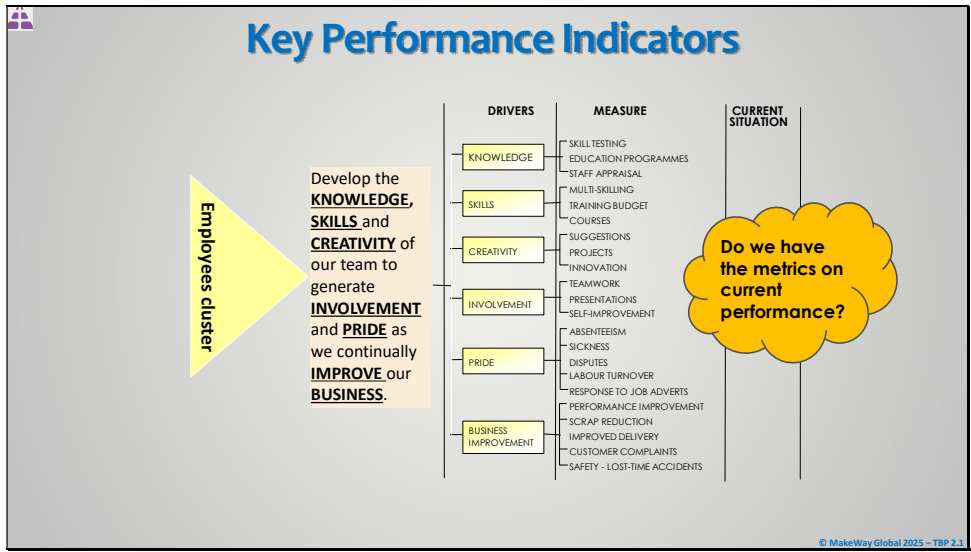 Key Performance Indicators
Employees cluster
Develop the
KNOWLEDGE,
SKILLS and
CREATIVITY of
our team to
generate
INVOLVEMENT
and PRIDE as
we continually
IMPROVE our
BUSINESS.
DRIVERS
KNOWLEDGE
SKILLS
CREATIVITY
INVOLVEMENT
PRIDE
BUSINESS
IMPROVEMENT
MEASURE
SKILL TESTING
EDUCATION PROGRAMMES
STAFF APPRAISAL
MULTI-SKILLING
TRAINING BUDGET
COURSES
SUGGESTIONS
PROJECTS
INNOVATION
TEAMWORK
PRESENTATIONS
SELF-IMPROVEMENT
ABSENTEEISM
SICKNESS
DISPUTES
LABOUR TURNOVER
RESPONSE TO JOB ADVERTS
PERFORMANCE IMPROVEMENT
SCRAP REDUCTION
IMPROVED DELIVERY
CUSTOMER COMPLAINTS
SAFETY - LOST-TIME ACCIDENTS
CURRENT
SITUATION
Do we have
the metrics on
current
performance?
© MakeWay Global 2025 – TBP 2.1